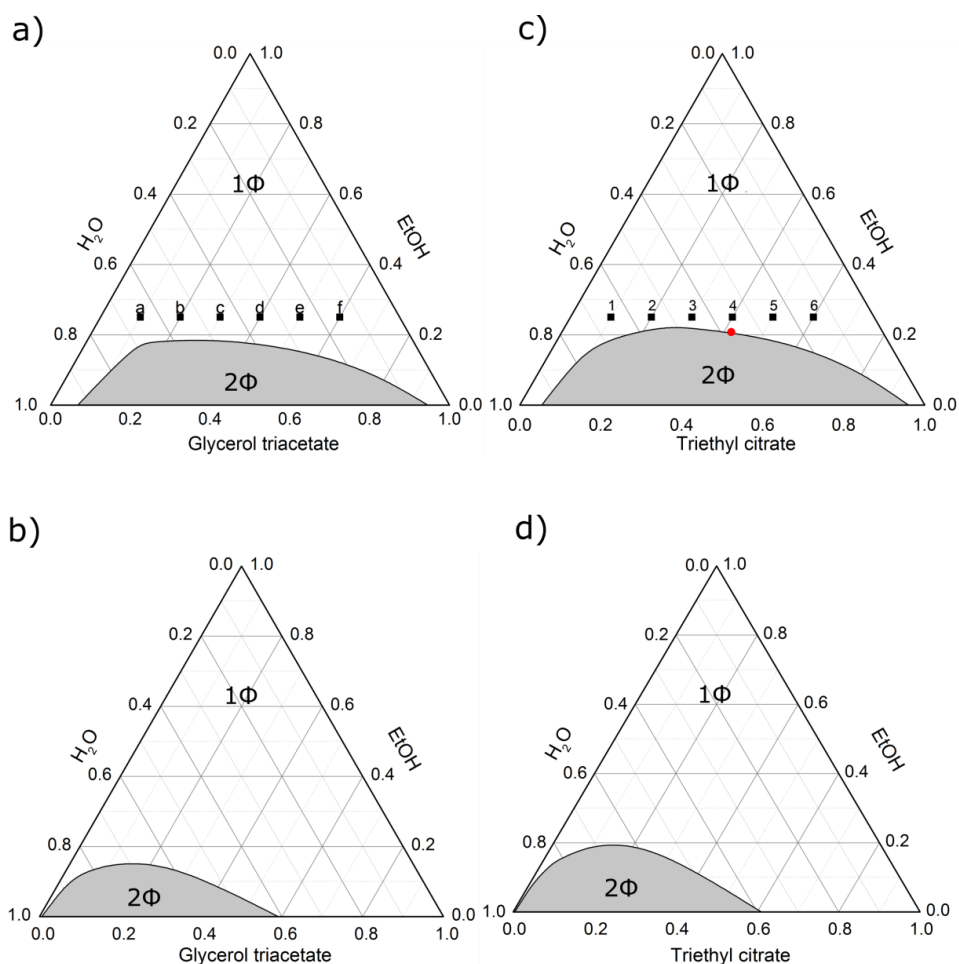 a)
0.0 1.0
0.2 0.8
1Φ
0.4 0.6
H2O EtOH
0.6 0.4
a b c d e f
0.8 0.2
2Φ
1.0 0.0
0.0 0.2 0.4 0.6 0.8 1.0
Glycerol triacetate
c)
0.0 1.0
0.2 0.8
1Φ
0.4 0.6
H2O EtOH
0.6 0.4
1 2 3 4 5 6
0.8 0.2
2Φ
1.0 0.0
0.0 0.2 0.4 0.6 0.8 1.0
Triethyl citrate
b)
0.0 1.0
0.2 0.8
1Φ
0.4 0.6
H2O EtOH
0.6 0.4
0.8 0.2
2Φ
1.0 0.0
0.0 0.2 0.4 0.6 0.8 1.0
Glycerol triacetate
d)
0.0 1.0
0.2 0.8
1Φ
0.4 0.6
H2O EtOH
0.6 0.4
0.8 0.2
2Φ
1.0 0.0
0.0 0.2 0.4 0.6 0.8 1.0
Triethyl citrate